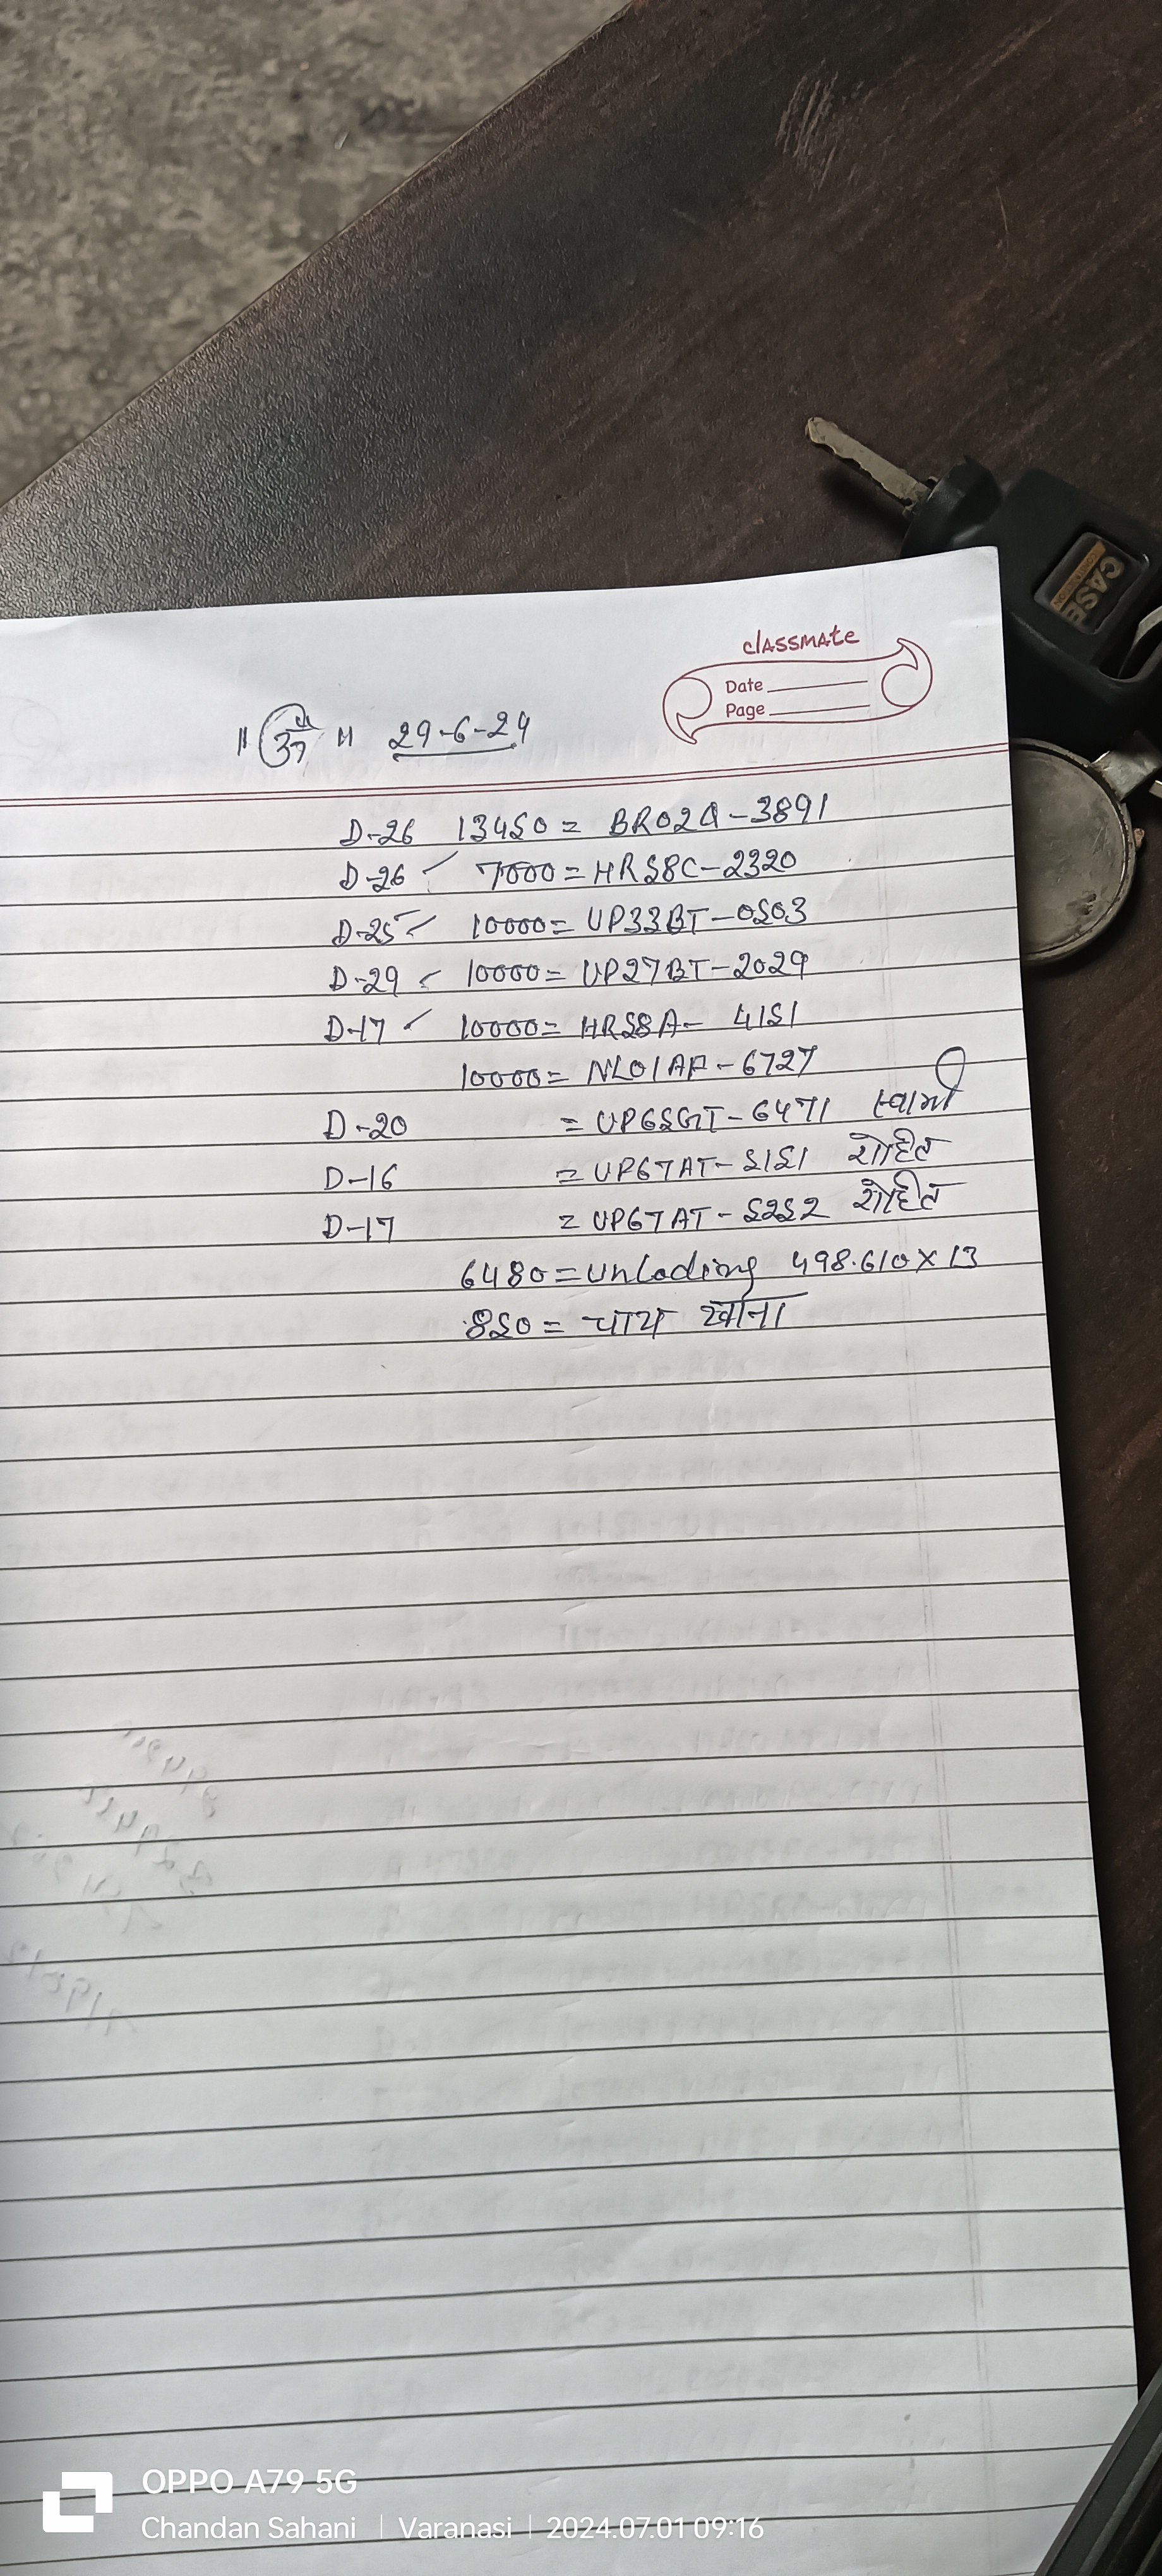 classmate
Date
Page
" 37 " 29-6-24
D-26 13450 = BR02Q-3891
D-26 ✓ 7000 = HR58C-2320
D-25 ✓ 10000 = UP33BT-0503
D-29 ✓ 10000 = UP27BT-2029
D-17 ✓ 10000 = HR58A- 4151
10000 = NL01AF-6727
D-20 = UP65GT-6471 स्वामी
D-16 = UP67AT-5151 रोहित
D-17 = UP67AT-5252 रोहित
6480 = Unloding 498.610 X 13
850 = चाय खाना
CASE
OPPO A79 5G
Chandan Sahani | Varanasi | 2024.07.01 09:16